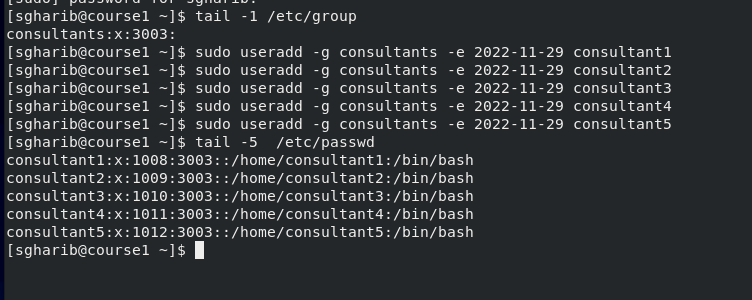 [sudo] password for sgharib:
[sgharib@course1 ~]$ tail -1 /etc/group
consultants:x:3003:
[sgharib@course1 ~]$ sudo useradd -g consultants -e 2022-11-29 consultant1
[sgharib@course1 ~]$ sudo useradd -g consultants -e 2022-11-29 consultant2
[sgharib@course1 ~]$ sudo useradd -g consultants -e 2022-11-29 consultant3
[sgharib@course1 ~]$ sudo useradd -g consultants -e 2022-11-29 consultant4
[sgharib@course1 ~]$ sudo useradd -g consultants -e 2022-11-29 consultant5
[sgharib@course1 ~]$ tail -5  /etc/passwd
consultant1:x:1008:3003::/home/consultant1:/bin/bash
consultant2:x:1009:3003::/home/consultant2:/bin/bash
consultant3:x:1010:3003::/home/consultant3:/bin/bash
consultant4:x:1011:3003::/home/consultant4:/bin/bash
consultant5:x:1012:3003::/home/consultant5:/bin/bash
[sgharib@course1 ~]$